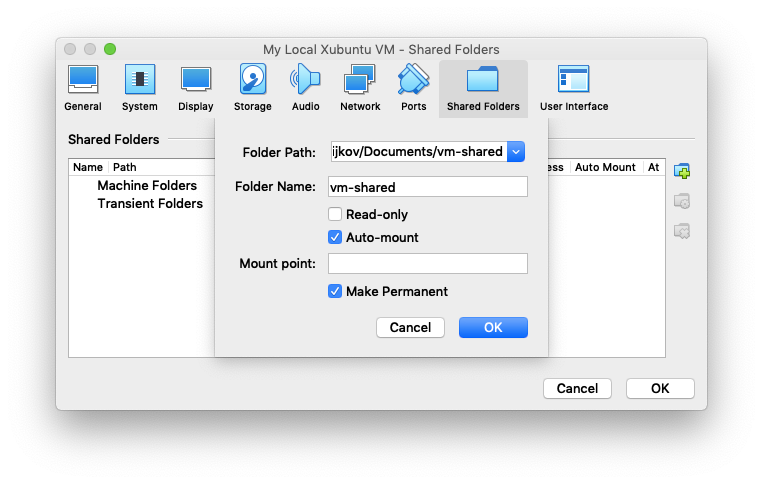 My Local Xubuntu VM - Shared Folders
General System Display Storage Audio Network Ports Shared Folders User Interface
Shared Folders
Folder Path: ijkov/Documents/vm-shared
Name Path ess Auto Mount At
Machine Folders
Folder Name: vm-shared
Transient Folders
Read-only
Auto-mount
Mount point:
Make Permanent
Cancel OK
Cancel OK